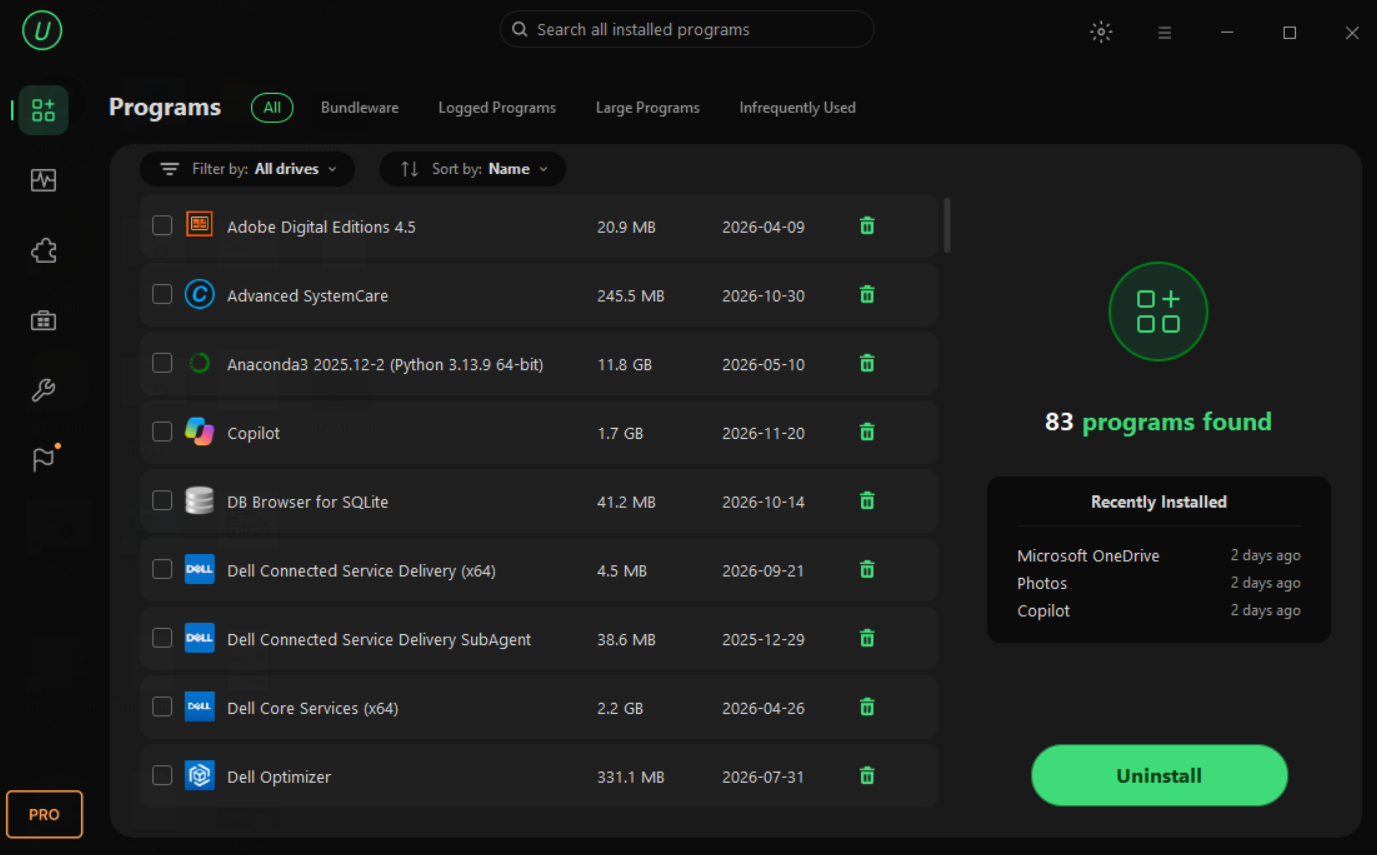 U
Search all installed programs
Programs All Bundleware Logged Programs Large Programs Infrequently Used
Filter by: All drives Sort by: Name
Adobe Digital Editions 4.5 20.9 MB 2026-04-09
C Advanced SystemCare 245.5 MB 2026-10-30
Anaconda3 2025.12-2 (Python 3.13.9 64-bit) 11.8 GB 2026-05-10
Copilot 1.7 GB 2026-11-20
DB Browser for SQLite 41.2 MB 2026-10-14
DELL Dell Connected Service Delivery (x64) 4.5 MB 2026-09-21
DELL Dell Connected Service Delivery SubAgent 38.6 MB 2025-12-29
DELL Dell Core Services (x64) 2.2 GB 2026-04-26
Dell Optimizer 331.1 MB 2026-07-31
83 programs found
Recently Installed
Microsoft OneDrive 2 days ago
Photos 2 days ago
Copilot 2 days ago
Uninstall
PRO